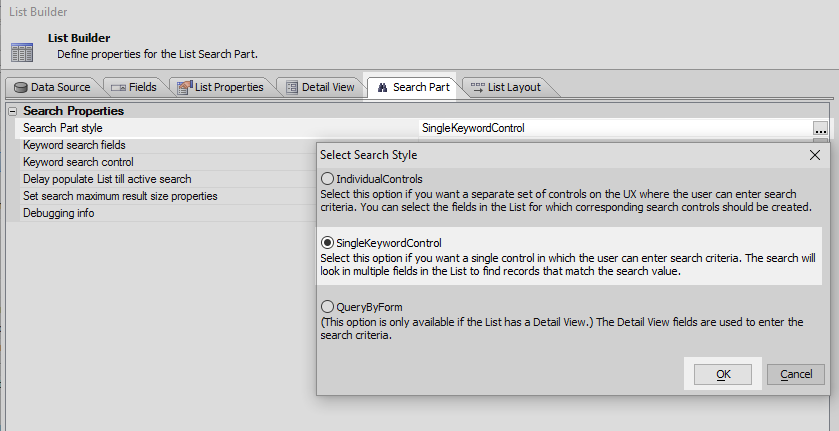 List Builder
List Builder
Define properties for the List Search Part.
Data Source
Fields
List Properties
Detail View
Search Part
List Layout
Search Properties
Search Part style
SingleKeywordControl
...
Keyword search fields
Keyword search control
Delay populate List till active search
Set search maximum result size properties
Debugging info
Select Search Style
IndividualControls
Select this option if you want a separate set of controls on the UX where the user can enter search
criteria. You can select the fields in the List for which corresponding search controls should be created.
SingleKeywordControl
Select this option if you want a single control in which the user can enter search criteria. The search will
look in multiple fields in the List to find records that match the search value.
QueryByForm
(This option is only available if the List has a Detail View.) The Detail View fields are used to enter the
search criteria.
OK
Cancel